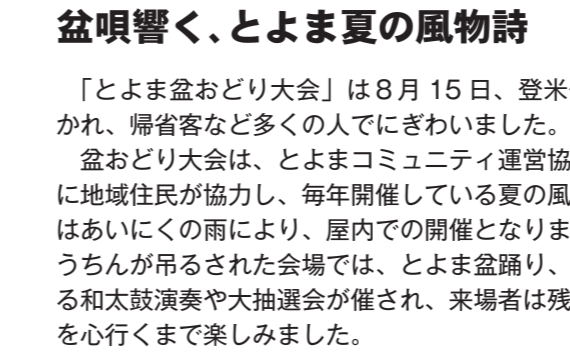 盆唄響く、とよま夏の風物詩
「とよま盆おどり大会」は8月 15 日、登米
かれ、帰省客など多くの人でにぎわいました。
盆おどり大会は、とよまコミュニティ運営協
に地域住民が協力し、毎年開催している夏の風
はあいにくの雨により、屋内での開催となりま
うちんが吊るされた会場では、とよま盆踊り、
る和太鼓演奏や大抽選会が催され、来場者は残
を心行くまで楽しみました。